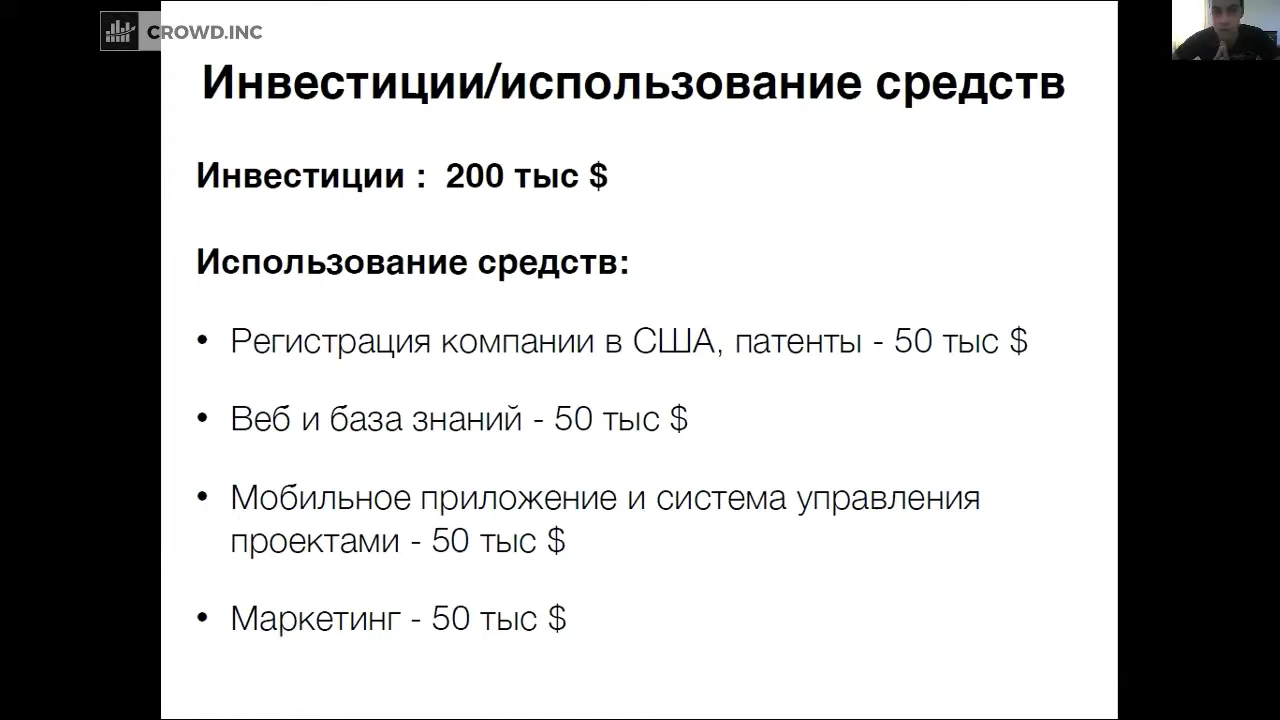 CROWD.INC
Инвестиции/использование средств
Инвестиции : 200 тыс $
Использование средств:
• Регистрация компании в США, патенты - 50 тыс $
• Веб и база знаний - 50 тыс $
• Мобильное приложение и система управления
проектами - 50 тыс $
• Маркетинг - 50 тыс $